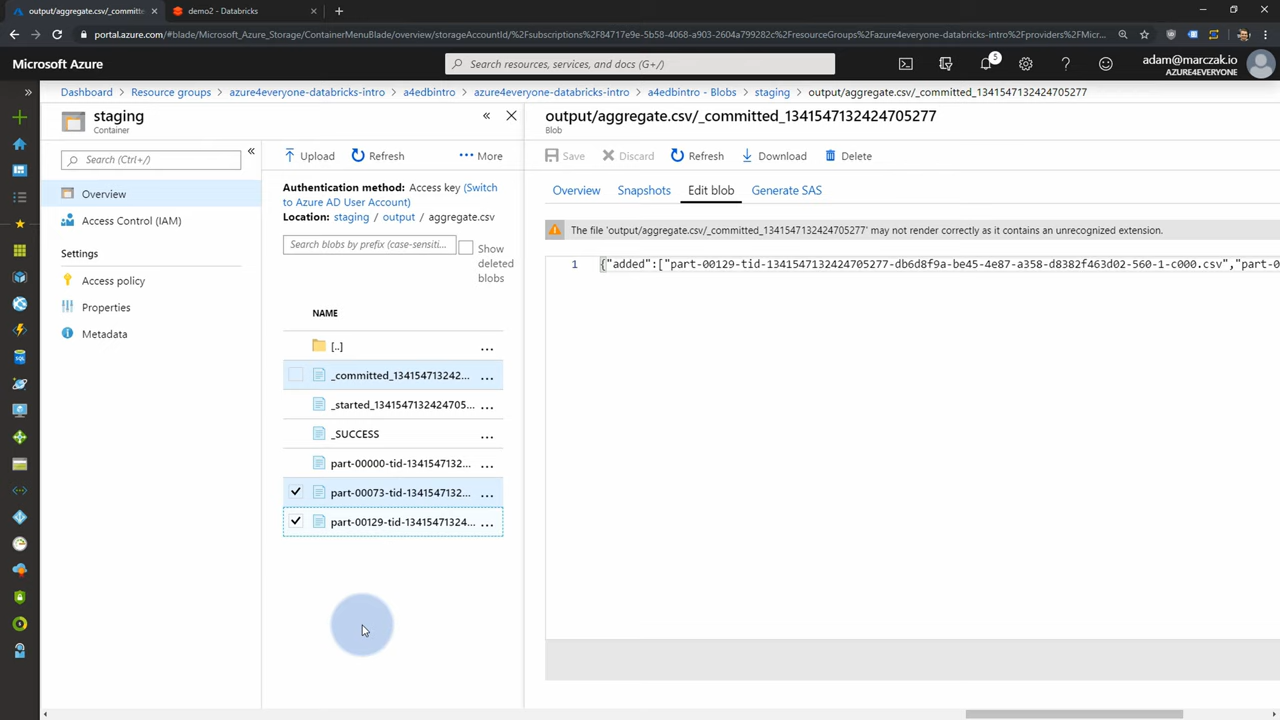 output/aggregate.csv/_committ
demo2 - Databricks
portal.azure.com/#blade/Microsoft_Azure_Storage/ContainerMenuBlade/overview/storageAccountId/%2Fsubscriptions%2F84717e9e-5b58-4068-a903-2604a799282c%2FresourceGroups%2Fazure4everyone-databricks-intro%2Fproviders%2FMic...
Microsoft Azure
Search resources, services, and docs (G+/)
5
adam@marczak.io
AZURE4EVERYONE
Dashboard
Resource groups
azure4everyone-databricks-intro
a4edbintro
azure4everyone-databricks-intro
a4edbintro - Blobs
staging
output/aggregate.csv/_committed_1341547132424705277
staging
Container
Search (Ctrl+/)
Overview
Access Control (IAM)
Settings
Access policy
Properties
Metadata
Upload
Refresh
More
Authentication method: Access key (Switch
to Azure AD User Account)
Location: staging / output / aggregate.csv
Search blobs by prefix (case-sensiti...
Show
deleted
blobs
NAME
[..]
_committed_13415471324​2...
_started_1341547132424705...
_SUCCESS
part-00000-tid-1341547132...
part-00073-tid-1341547132...
part-00129-tid-13415471324...
output/aggregate.csv/_committed_1341547132424705277
Blob
Save
Discard
Refresh
Download
Delete
Overview
Snapshots
Edit blob
Generate SAS
The file 'output/aggregate.csv/_committed_1341547132424705277' may not render correctly as it contains an unrecognized extension.
1
{"added":["part-00129-tid-1341547132424705277-db6d8f9a-be45-4e87-a358-d8382f463d02-560-1-c000.csv","part-0